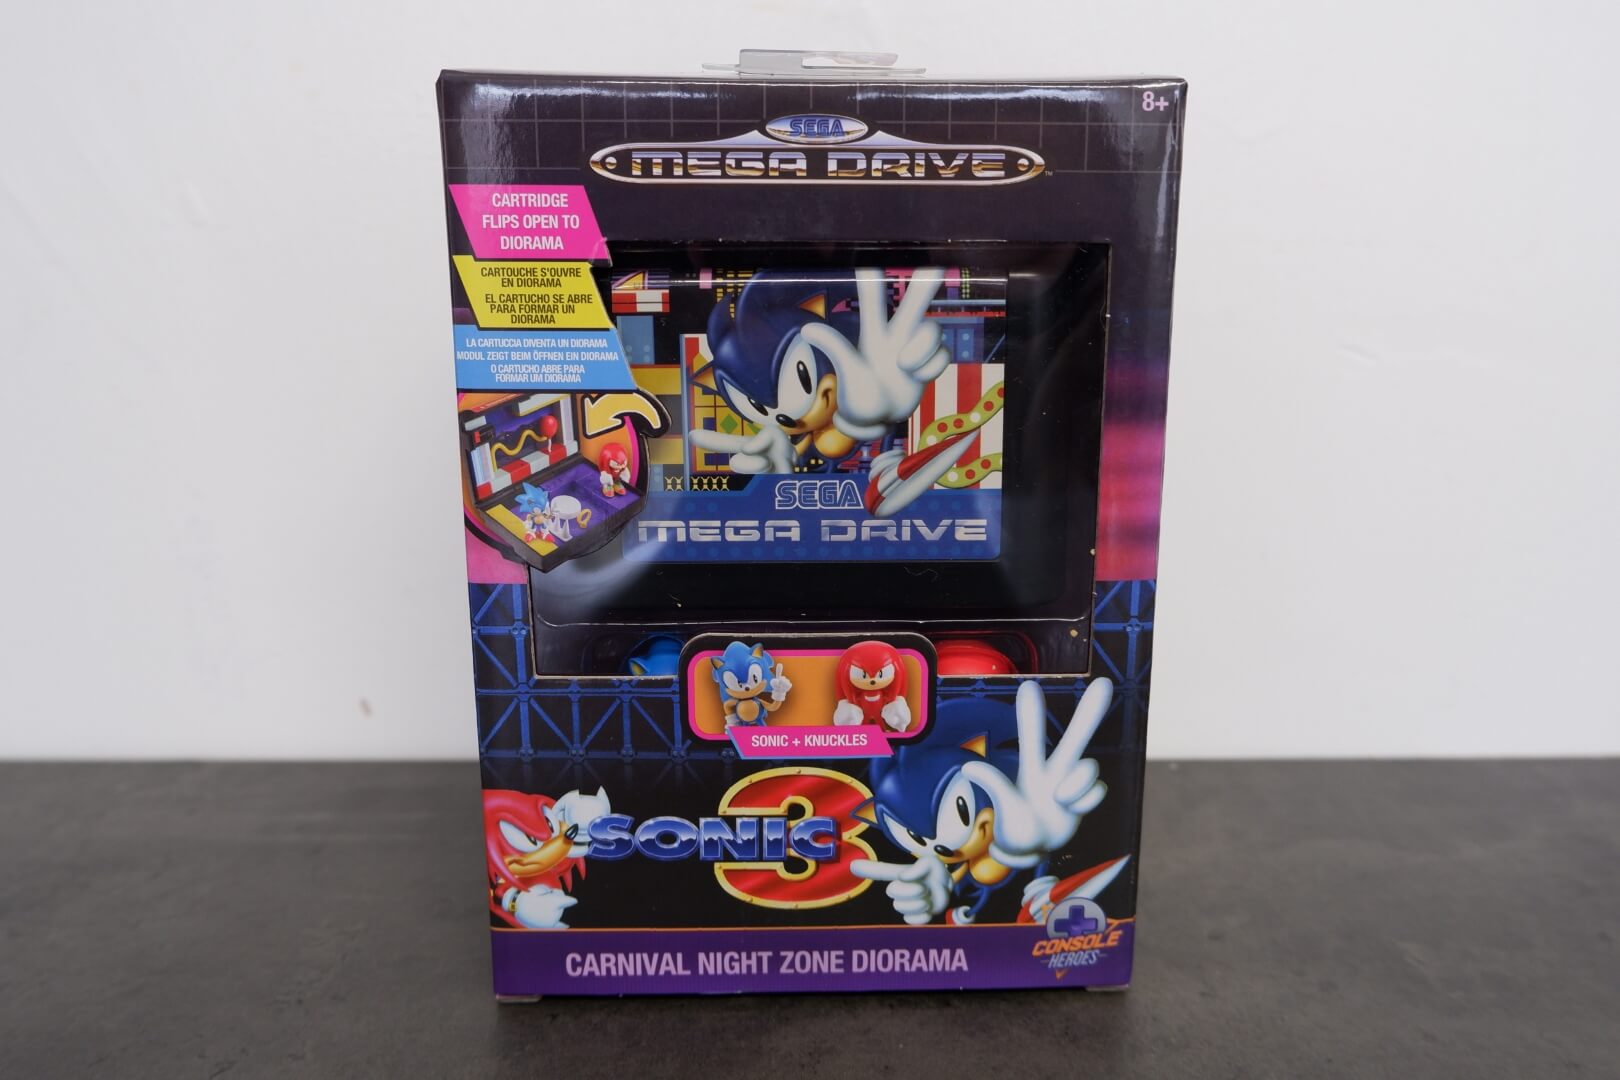 8+
SEGA
MEGA DRIVE
TM
CARTRIDGE
FLIPS OPEN TO
DIORAMA
CARTOUCHE S'OUVRE
EN DIORAMA
EL CARTUCHO SE ABRE
PARA FORMAR UN
DIORAMA
LA CARTUCCIA DIVENTA UN DIORAMA
MODUL ZEIGT BEIM ÖFFNEN EIN DIORAMA
O CARTUCHO ABRE PARA
FORMAR UM DIORAMA
SEGA
MEGA DRIVE
SONIC + KNUCKLES
SONIC 3
CARNIVAL NIGHT ZONE DIORAMA
CONSOLE
HEROES